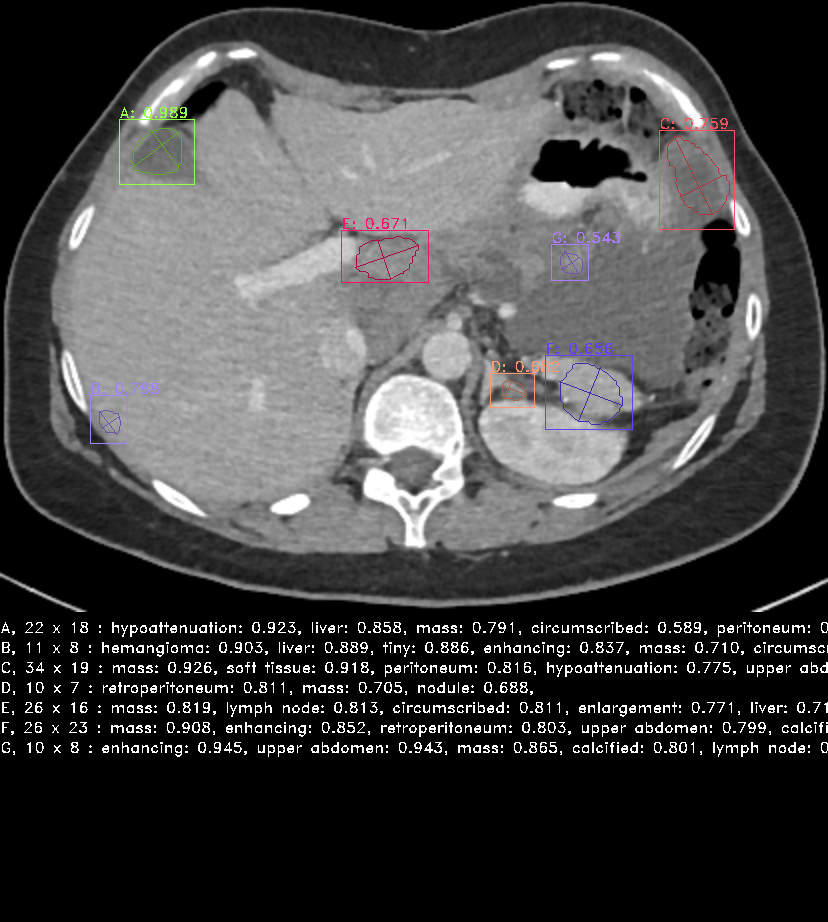 A: 0.989
C: 0.759
E: 0.671
G: 0.543
A, 22 x 18 : hypoattenuation: 0.923, liver: 0.858, mass: 0.791, circumscribed: 0.589, peritoneum: 0
B, 11 x 8 : hemangioma: 0.903, liver: 0.889, tiny: 0.886, enhancing: 0.837, mass: 0.710, circumsc
C, 34 x 19 : mass: 0.926, soft tissue: 0.918, peritoneum: 0.816, hypoattenuation: 0.775, upper abd
D, 10 x 7 : retroperitoneum: 0.811, mass: 0.705, nodule: 0.688,
E, 26 x 16 : mass: 0.819, lymph node: 0.813, circumscribed: 0.811, enlargement: 0.771, liver: 0.71
F, 26 x 23 : mass: 0.908, enhancing: 0.852, retroperitoneum: 0.803, upper abdomen: 0.799, calcifi
G, 10 x 8 : enhancing: 0.945, upper abdomen: 0.943, mass: 0.865, calcified: 0.801, lymph node: 0